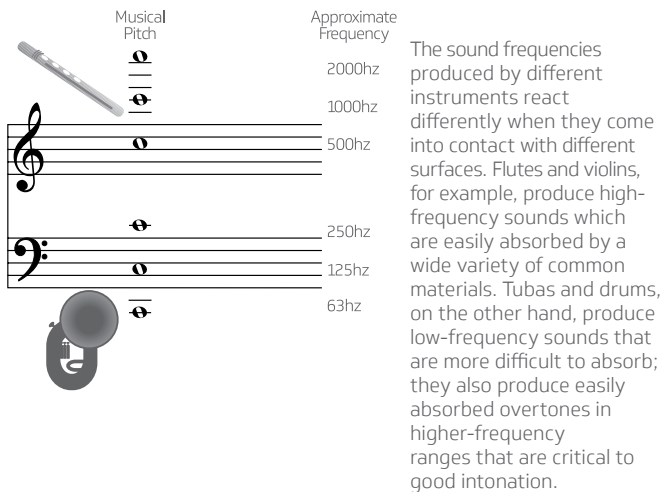 Musical
Pitch
Approximate
Frequency
2000hz
1000hz
500hz
250hz
125hz
63hz
The sound frequencies
produced by different
instruments react
differently when they come
into contact with different
surfaces. Flutes and violins,
for example, produce high-
frequency sounds which
are easily absorbed by a
wide variety of common
materials. Tubas and drums,
on the other hand, produce
low-frequency sounds that
are more difficult to absorb;
they also produce easily
absorbed overtones in
higher-frequency
ranges that are critical to
good intonation.